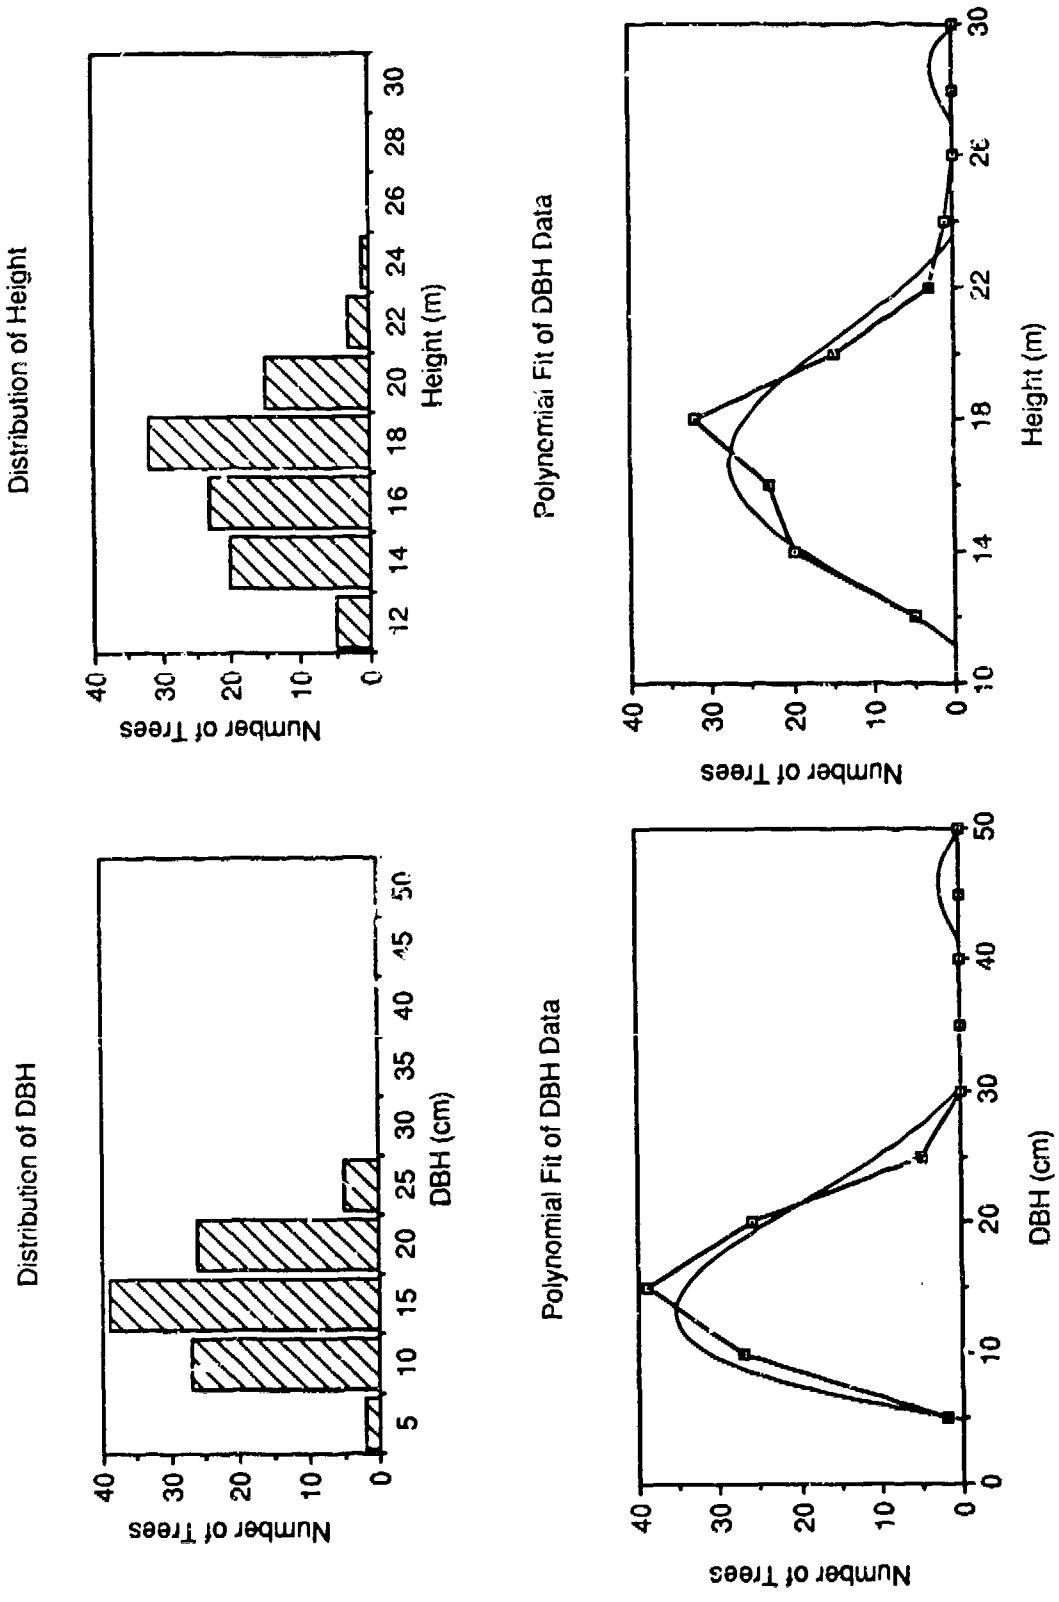 Distribution of DBH
Number of Trees
40
30
20
10
0
5 10 15 20 25 30 35 40 45 50
DBH (cm)
Distribution of Height
Number of Trees
40
30
20
10
0
12 14 16 18 20 22 24 26 28 30
Height (m)
Polynomial Fit of DBH Data
Number of Trees
40
30
20
10
0
0 10 20 30 40 50
DBH (cm)
Polynomial Fit of DBH Data
Number of Trees
40
30
20
10
0
10 14 18 22 26 30
Height (m)